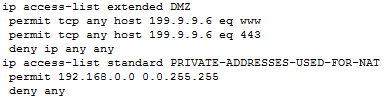 ip access-list extended DMZ
 permit tcp any host 199.9.9.6 eq www
 permit tcp any host 199.9.9.6 eq 443
 deny ip any any
ip access-list standard PRIVATE-ADDRESSES-USED-FOR-NAT
 permit 192.168.0.0 0.0.255.255
 deny any